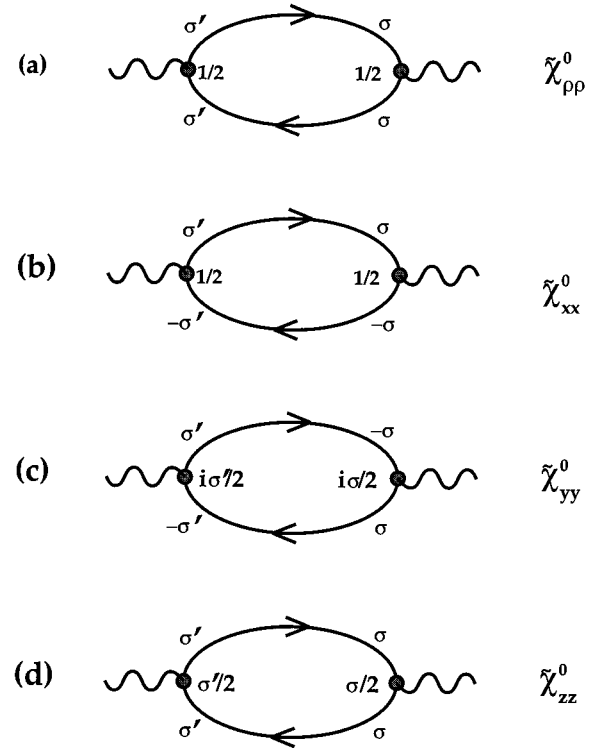 σ′ σ
(a) 1/2 1/2 χ̃⁰ρρ
σ′ σ
σ′ σ
(b) 1/2 1/2 χ̃⁰xx
−σ′ −σ
σ′ −σ
(c) iσ′/2 iσ/2 χ̃⁰yy
−σ′ σ
σ′ σ
(d) σ′/2 σ/2 χ̃⁰zz
σ′ σ